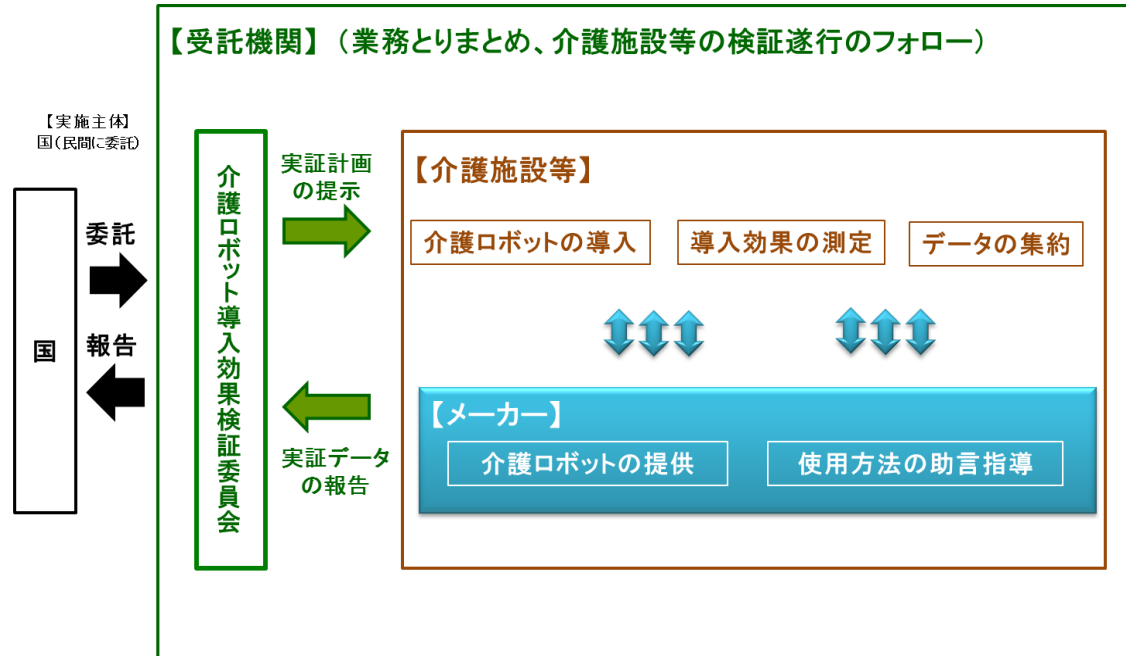 【受託機関】（業務とりまとめ、介護施設等の検証遂行のフォロー）
【実施主体】
国（民間に委託）
国
委託
報告
介護ロボット導入効果検証委員会
実証計画
の提示
実証データ
の報告
【介護施設等】
介護ロボットの導入
導入効果の測定
データの集約
【メーカー】
介護ロボットの提供
使用方法の助言指導